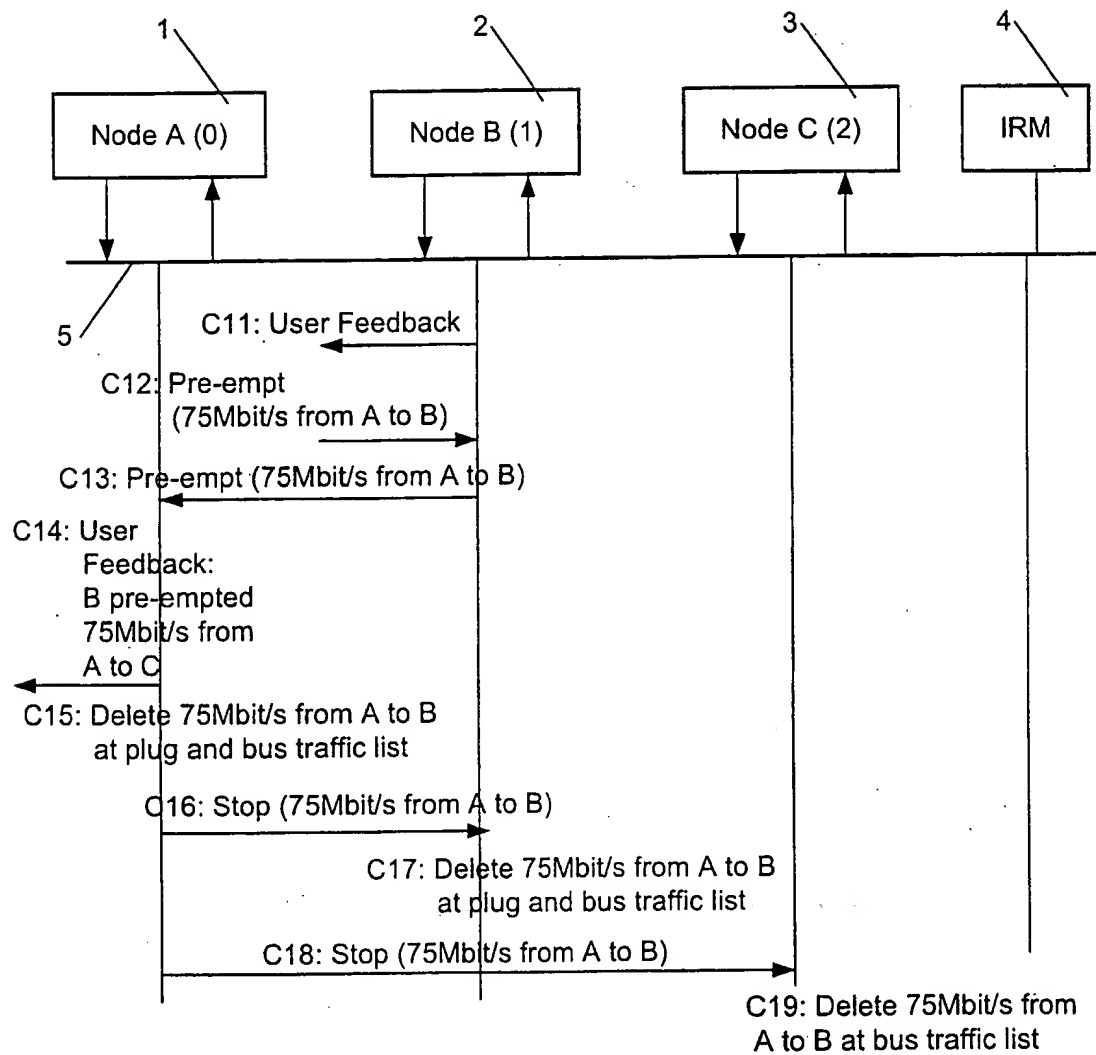 1
2
3
4
Node A (0)
Node B (1)
Node C (2)
IRM
5
C11: User Feedback
C12: Pre-empt
(75Mbit/s from A to B)
C13: Pre-empt (75Mbit/s from A to B)
C14: User
Feedback:
B pre-empted
75Mbit/s from
A to C
C15: Delete 75Mbit/s from A to B
at plug and bus traffic list
C16: Stop (75Mbit/s from A to B)
C17: Delete 75Mbit/s from A to B
at plug and bus traffic list
C18: Stop (75Mbit/s from A to B)
C19: Delete 75Mbit/s from
A to B at bus traffic list